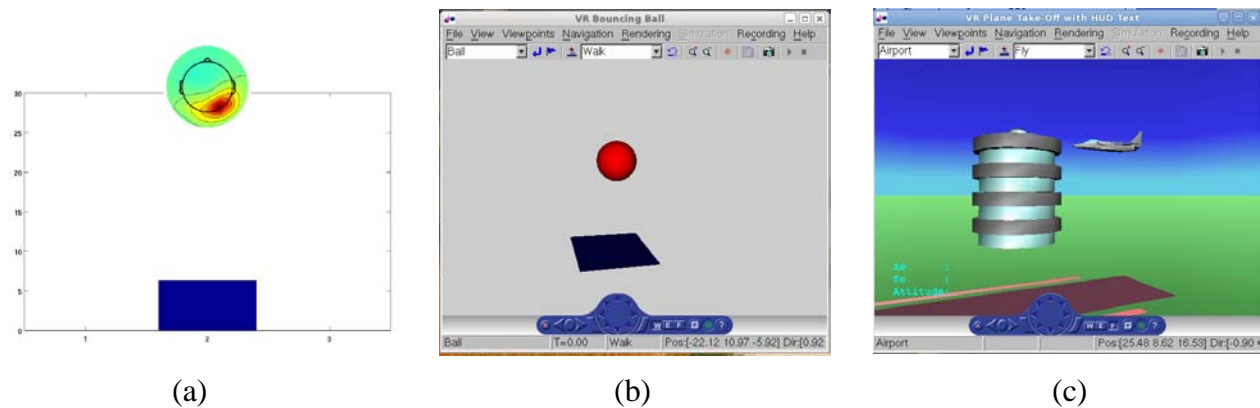 30
25
20
15
10
5
0
1 2 3
(a)
VR Bouncing Ball
File View Viewpoints Navigation Rendering Simulation Recording Help
Ball Walk
W E F ?
Ball T=0.00 Walk Pos:[-22.12 10.97 -5.92] Dir:[0.92
(b)
VR Plane Take-Off with HUD Text
File View Viewpoints Navigation Rendering Simulation Recording Help
Airport Fly
Attitude:
W E F ?
Airport Pos:[25.48 8.62 16.53] Dir:[-0.90
(c)